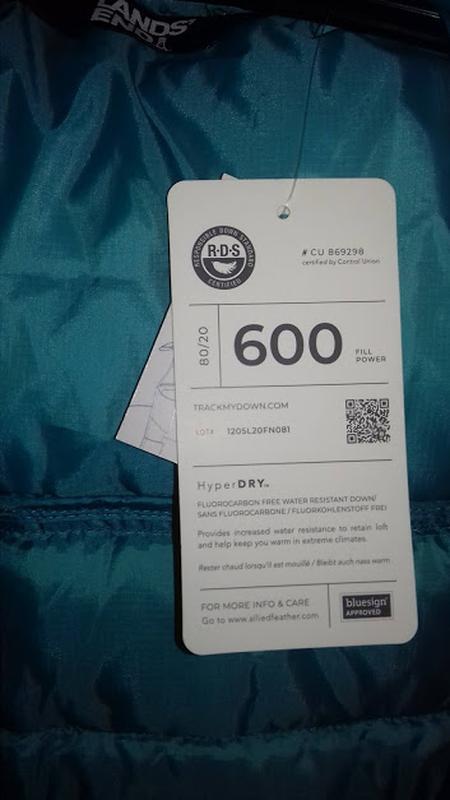 LANDS'
END
RESPONSIBLE DOWN STANDARD
R·D·S
CERTIFIED
# CU 869298
certified by Control Union
80/20
600
FILL
POWER
TRACKMYDOWN.COM
LOT# 1205L20FN081
HyperDRY™
FLUOROCARBON FREE WATER RESISTANT DOWN/
SANS FLUOROCARBONE / FLUORKOHLENSTOFF FREI
Provides increased water resistance to retain loft
and help keep you warm in extreme climates.
Rester chaud lorsqu'il est mouillé / Bleibt auch nass warm
FOR MORE INFO & CARE
Go to www.alliedfeather.com
bluesign®
APPROVED